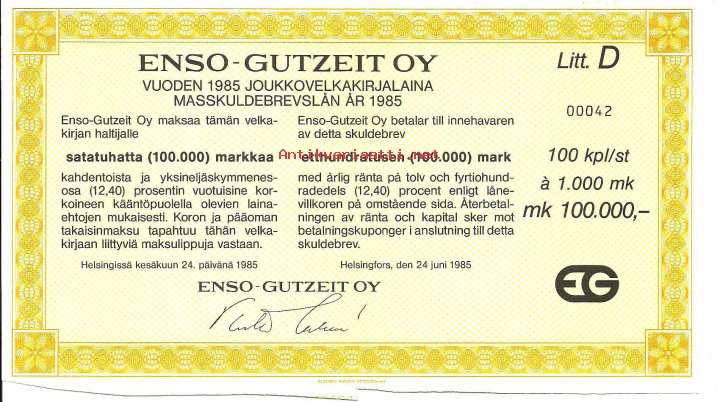 ENSO-GUTZEIT OY
VUODEN 1985 JOUKKOVELKAKIRJALAINA
MASSKULDEBREVSLÅN ÅR 1985
Litt. D
00042
Enso-Gutzeit Oy maksaa tämän velka-
kirjan haltijalle
satatuhatta (100.000) markkaa
kahdentoista ja yksineljäskymmenes-
osa (12,40) prosentin vuotuisine kor-
koineen kääntöpuolella olevien laina-
ehtojen mukaisesti. Koron ja pääoman
takaisinmaksu tapahtuu tähän velka-
kirjaan liittyviä maksulippuja vastaan.
Helsingissä kesäkuun 24. päivänä 1985
Enso-Gutzeit Oy betalar till innehavaren
av detta skuldebrev
etthundratusen (100.000) mark
med årlig ränta på tolv och fyrtiohund-
radedels (12,40) procent enligt låne-
villkoren på omstående sida. Återbetal-
ningen av ränta och kapital sker mot
betalningskuponger i anslutning till detta
skuldebrev.
Helsingfors, den 24 juni 1985
Antikvariaatti.net
100 kpl/st
à 1.000 mk
mk 100.000,–
ENSO-GUTZEIT OY
EG